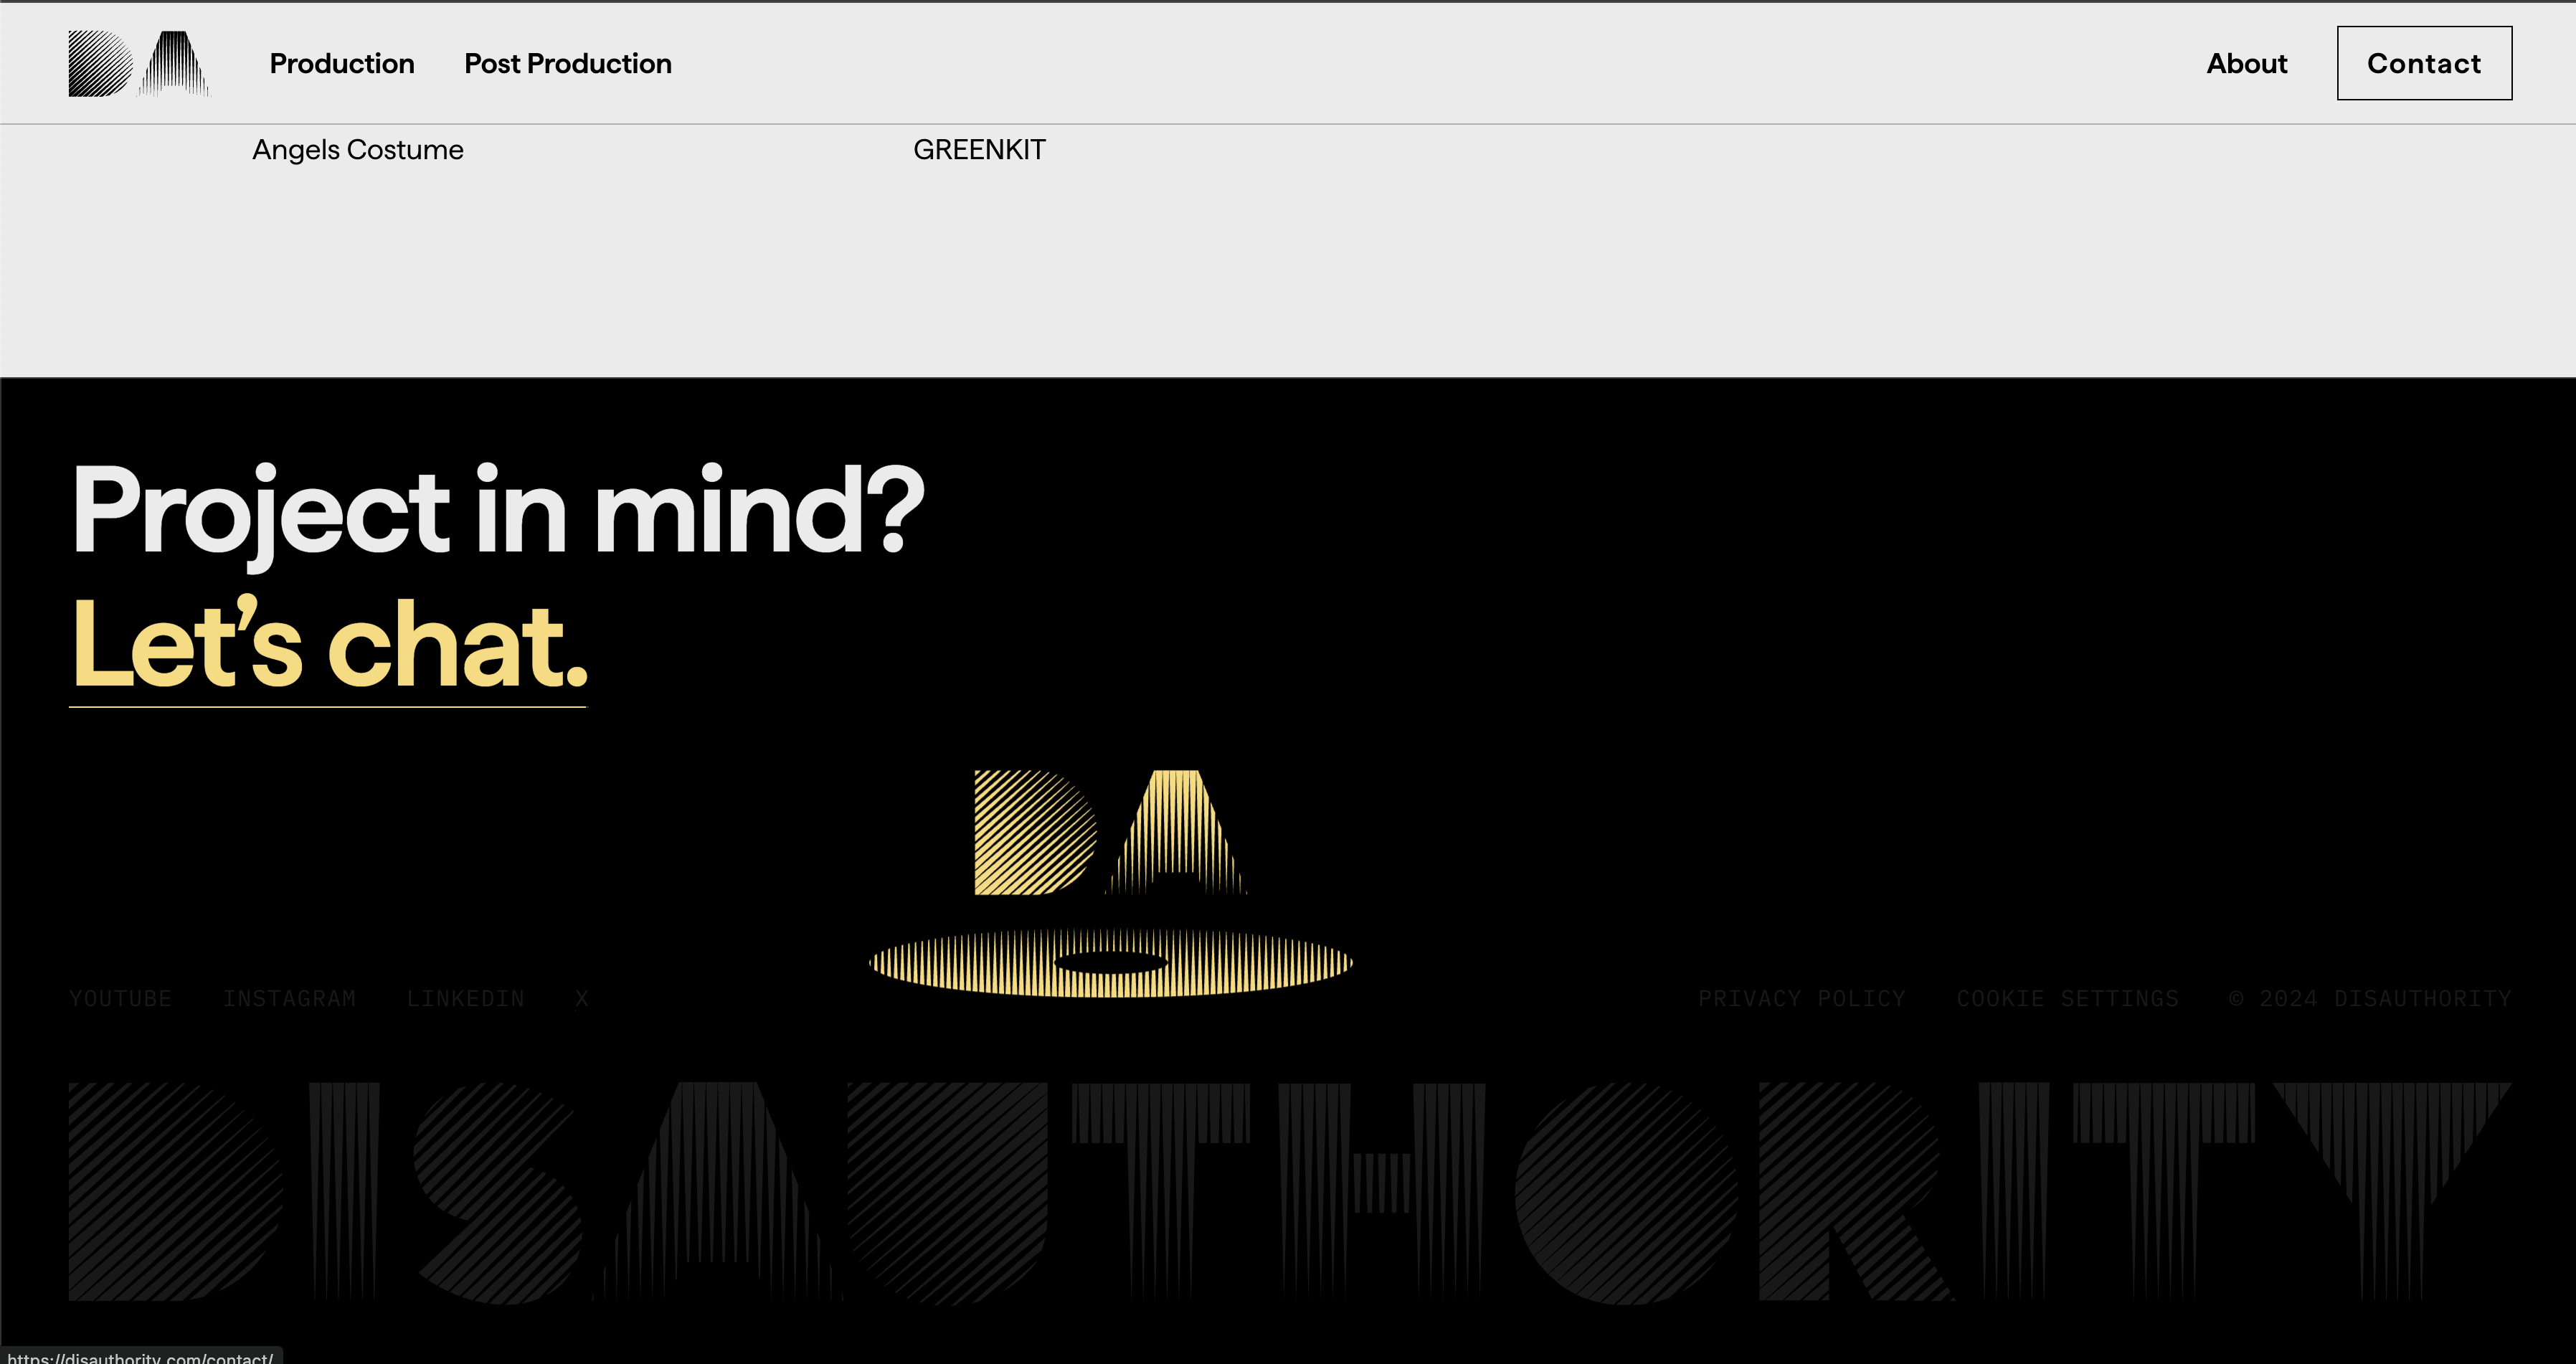 DA Production Post Production About Contact
Angels Costume GREENKIT
Project in mind?
Let’s chat.
DA
YOUTUBE INSTAGRAM LINKEDIN X PRIVACY POLICY COOKIE SETTINGS © 2024 DISAUTHORITY
DISAUTHORITY
https://disauthority.com/contact/